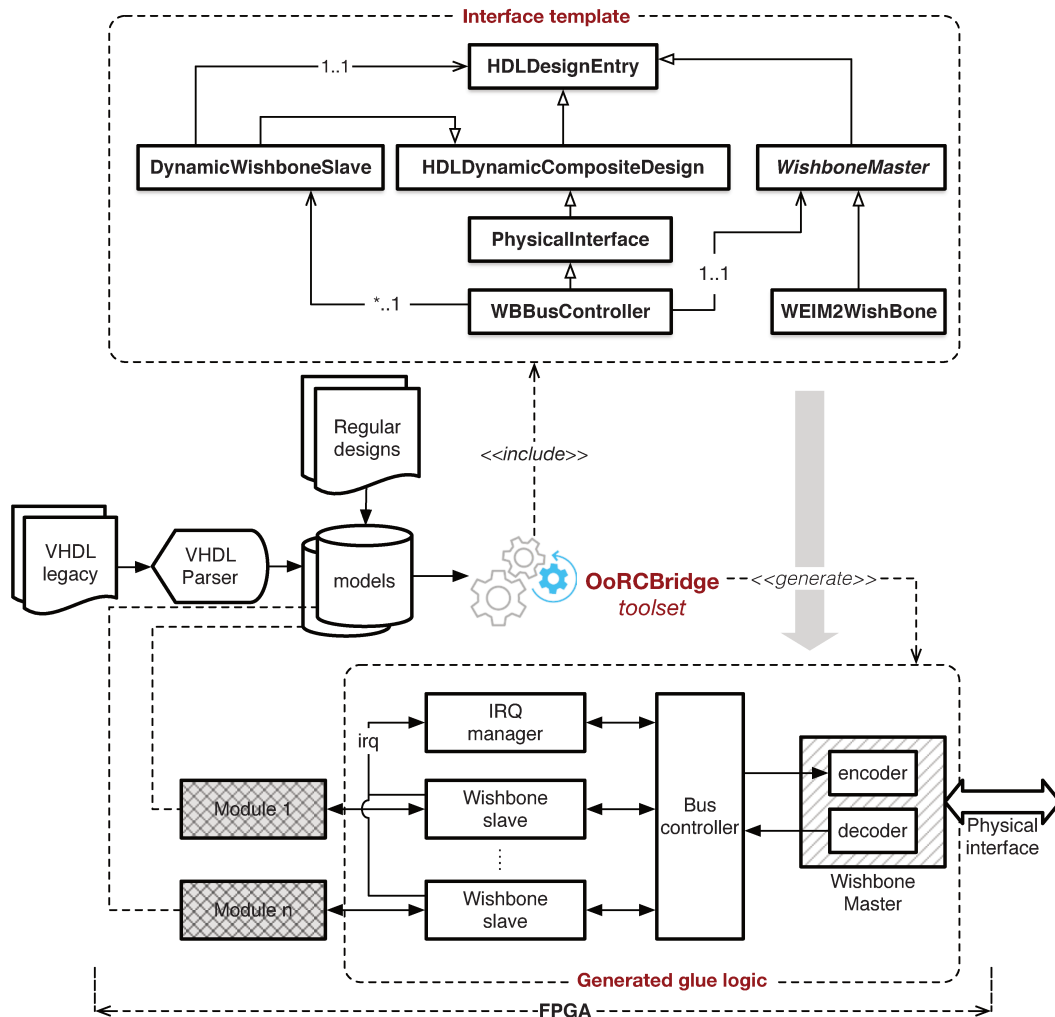 Interface template
1..1
HDLDesignEntry
DynamicWishboneSlave
HDLDynamicCompositeDesign
WishboneMaster
PhysicalInterface
1..1
*..1
WBBusController
WEIM2WishBone
Regular
designs
<<include>>
VHDL
legacy
VHDL
Parser
models
OoRCBridge
toolset
<<generate>>
IRQ
manager
irq
Module 1
Wishbone
slave
Bus
controller
encoder
decoder
Physical
interface
Wishbone
Master
Module n
Wishbone
slave
Generated glue logic
FPGA